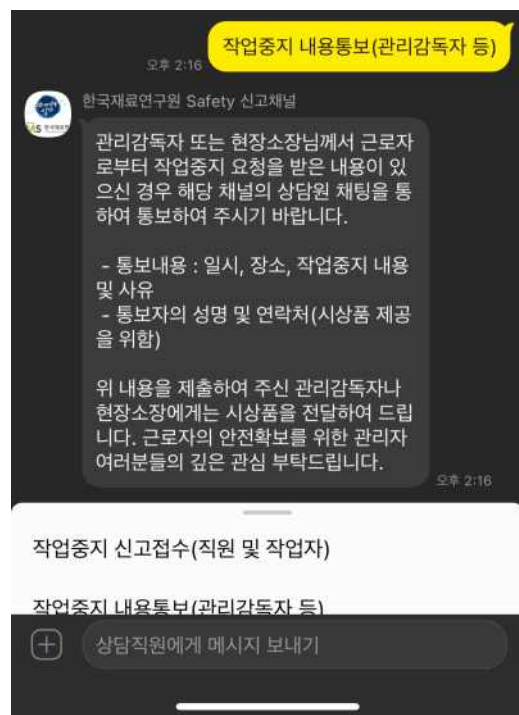 작업중지 내용통보(관리감독자 등)
오후 2:16
한국재료연구원 Safety 신고채널
관리감독자 또는 현장소장님께서 근로자
로부터 작업중지 요청을 받은 내용이 있
으신 경우 해당 채널의 상담원 채팅을 통
하여 통보하여 주시기 바랍니다.
- 통보내용 : 일시, 장소, 작업중지 내용
및 사유
- 통보자의 성명 및 연락처(시상품 제공
을 위함)
위 내용을 제출하여 주신 관리감독자나
현장소장에게는 시상품을 전달하여 드립
니다. 근로자의 안전확보를 위한 관리자
여러분들의 깊은 관심 부탁드립니다.
오후 2:16
작업중지 신고접수(직원 및 작업자)
작업중지 내용통보(관리감독자 등)
상담직원에게 메시지 보내기